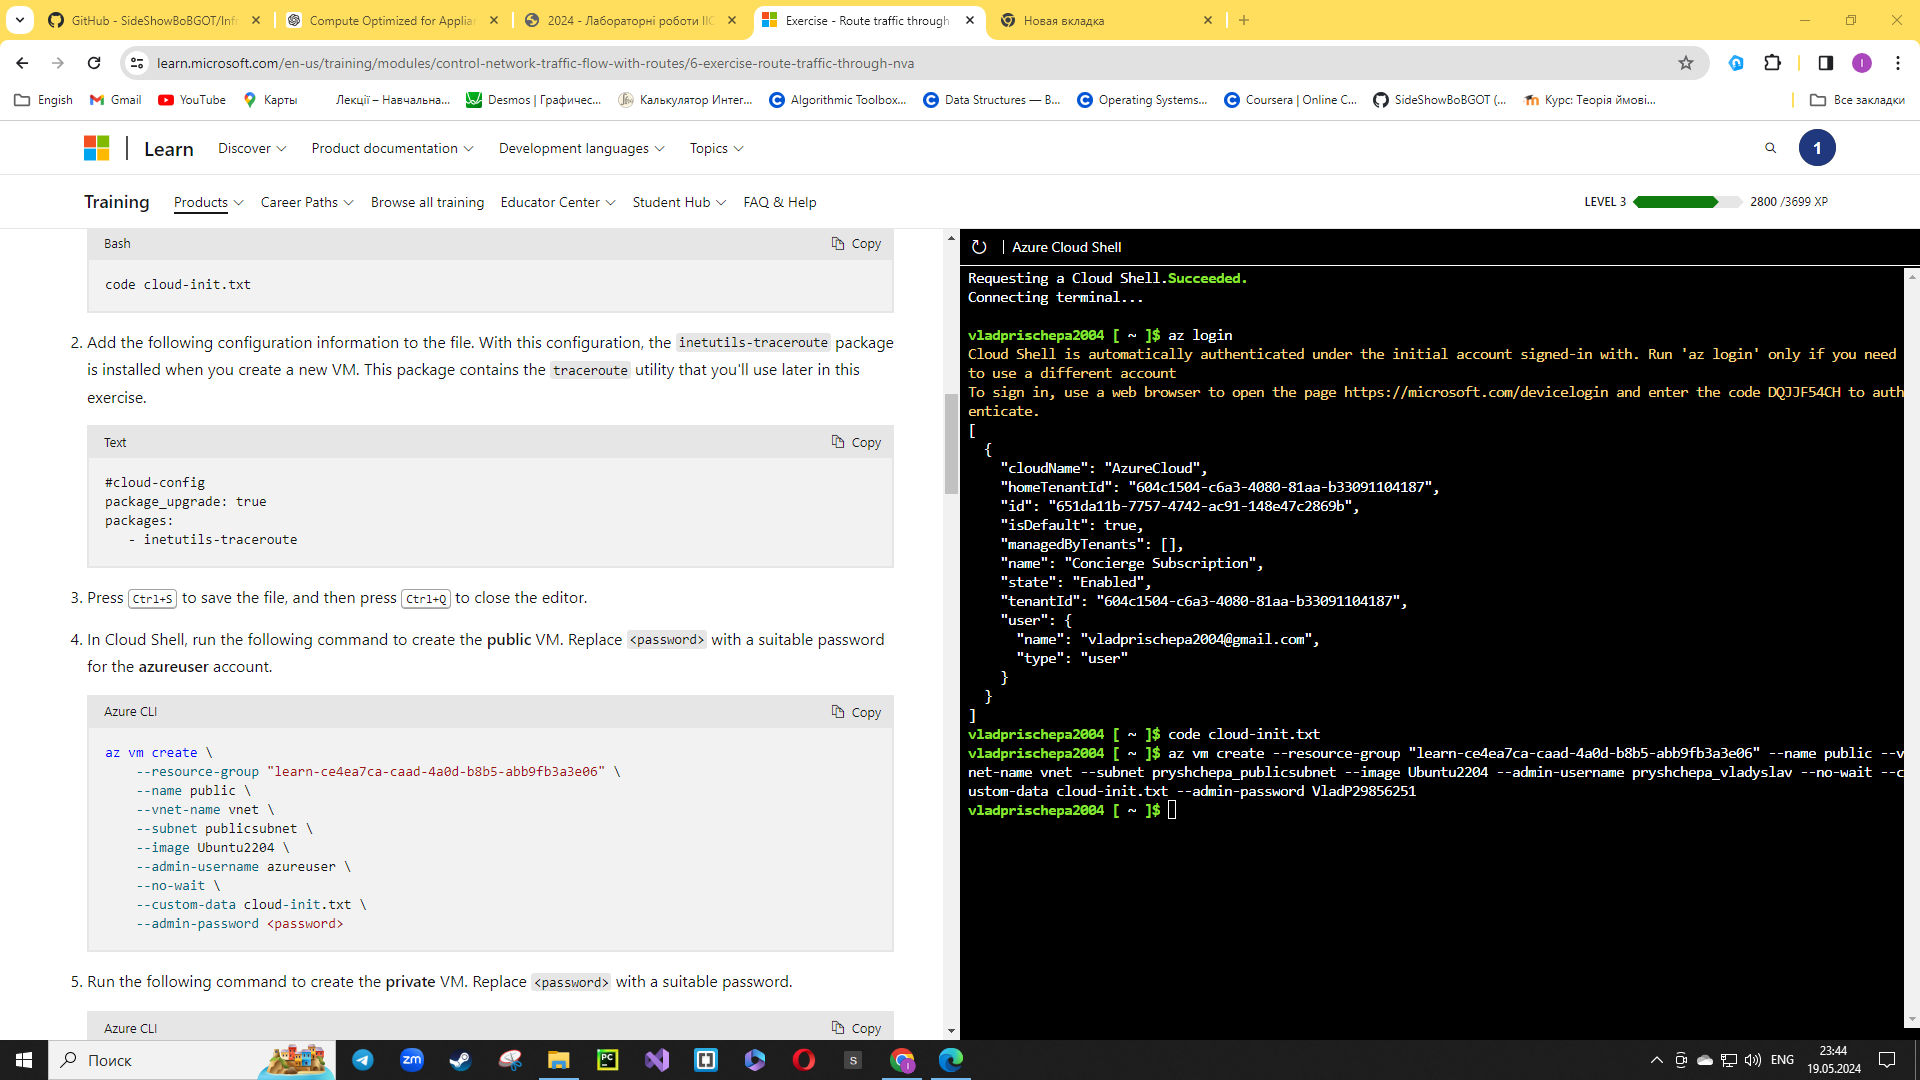 GitHub - SideShowBoBGOT/Inf
Compute Optimized for Applian
2024 - Лабораторні роботи ІІС
Exercise - Route traffic through
Новая вкладка
learn.microsoft.com/en-us/training/modules/control-network-traffic-flow-with-routes/6-exercise-route-traffic-through-nva
Engish
Gmail
YouTube
Карты
Лекції – Навчальна...
Desmos | Графичес...
Калькулятор Интег...
Algorithmic Toolbox...
Data Structures — B...
Operating Systems...
Coursera | Online C...
SideShowBoBGOT (...
Курс: Теорія ймові...
Все закладки
Learn
Discover
Product documentation
Development languages
Topics
1
Training
Products
Career Paths
Browse all training
Educator Center
Student Hub
FAQ & Help
LEVEL 3
2800 /3699 XP
Bash
Copy
code cloud-init.txt
2. Add the following configuration information to the file. With this configuration, the inetutils-traceroute package
is installed when you create a new VM. This package contains the traceroute utility that you'll use later in this
exercise.
Text
Copy
#cloud-config
package_upgrade: true
packages:
   - inetutils-traceroute
3. Press Ctrl+S to save the file, and then press Ctrl+Q to close the editor.
4. In Cloud Shell, run the following command to create the public VM. Replace <password> with a suitable password
for the azureuser account.
Azure CLI
Copy
az vm create \
    --resource-group "learn-ce4ea7ca-caad-4a0d-b8b5-abb9fb3a3e06" \
    --name public \
    --vnet-name vnet \
    --subnet publicsubnet \
    --image Ubuntu2204 \
    --admin-username azureuser \
    --no-wait \
    --custom-data cloud-init.txt \
    --admin-password <password>
5. Run the following command to create the private VM. Replace <password> with a suitable password.
Azure CLI
Copy
Azure Cloud Shell
Requesting a Cloud Shell.Succeeded.
Connecting terminal...
vladprischepa2004 [ ~ ]$ az login
Cloud Shell is automatically authenticated under the initial account signed-in with. Run 'az login' only if you need
to use a different account
To sign in, use a web browser to open the page https://microsoft.com/devicelogin and enter the code DQJJF54CH to auth
enticate.
[
  {
    "cloudName": "AzureCloud",
    "homeTenantId": "604c1504-c6a3-4080-81aa-b33091104187",
    "id": "651da11b-7757-4742-ac91-148e47c2869b",
    "isDefault": true,
    "managedByTenants": [],
    "name": "Concierge Subscription",
    "state": "Enabled",
    "tenantId": "604c1504-c6a3-4080-81aa-b33091104187",
    "user": {
      "name": "vladprischepa2004@gmail.com",
      "type": "user"
    }
  }
]
vladprischepa2004 [ ~ ]$ code cloud-init.txt
vladprischepa2004 [ ~ ]$ az vm create --resource-group "learn-ce4ea7ca-caad-4a0d-b8b5-abb9fb3a3e06" --name public --v
net-name vnet --subnet pryshchepa_publicsubnet --image Ubuntu2204 --admin-username pryshchepa_vladyslav --no-wait --c
ustom-data cloud-init.txt --admin-password VladP29856251
vladprischepa2004 [ ~ ]$
Поиск
zm
PC
S
ENG
23:44
19.05.2024